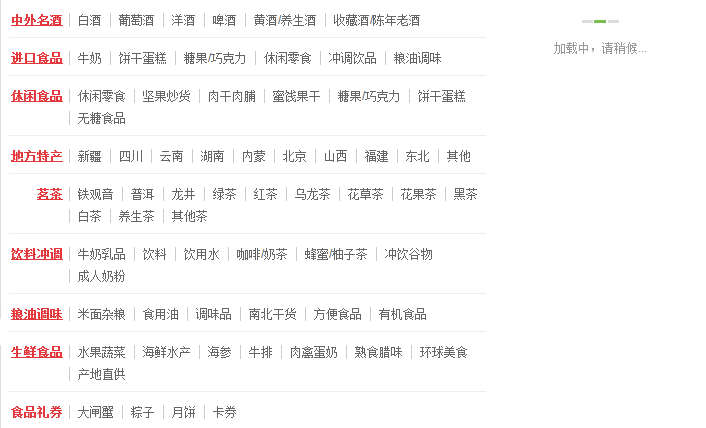 中外名酒 白酒 葡萄酒 洋酒 啤酒 黄酒/养生酒 收藏酒/陈年老酒
进口食品 牛奶 饼干蛋糕 糖果/巧克力 休闲零食 冲调饮品 粮油调味
休闲食品 休闲零食 坚果炒货 肉干肉脯 蜜饯果干 糖果/巧克力 饼干蛋糕
无糖食品
地方特产 新疆 四川 云南 湖南 内蒙 北京 山西 福建 东北 其他
茗茶 铁观音 普洱 龙井 绿茶 红茶 乌龙茶 花草茶 花果茶 黑茶
白茶 养生茶 其他茶
饮料冲调 牛奶乳品 饮料 饮用水 咖啡/奶茶 蜂蜜/柚子茶 冲饮谷物
成人奶粉
粮油调味 米面杂粮 食用油 调味品 南北干货 方便食品 有机食品
生鲜食品 水果蔬菜 海鲜水产 海参 牛排 肉禽蛋奶 熟食腊味 环球美食
产地直供
食品礼券 大闸蟹 粽子 月饼 卡券
加载中，请稍候...